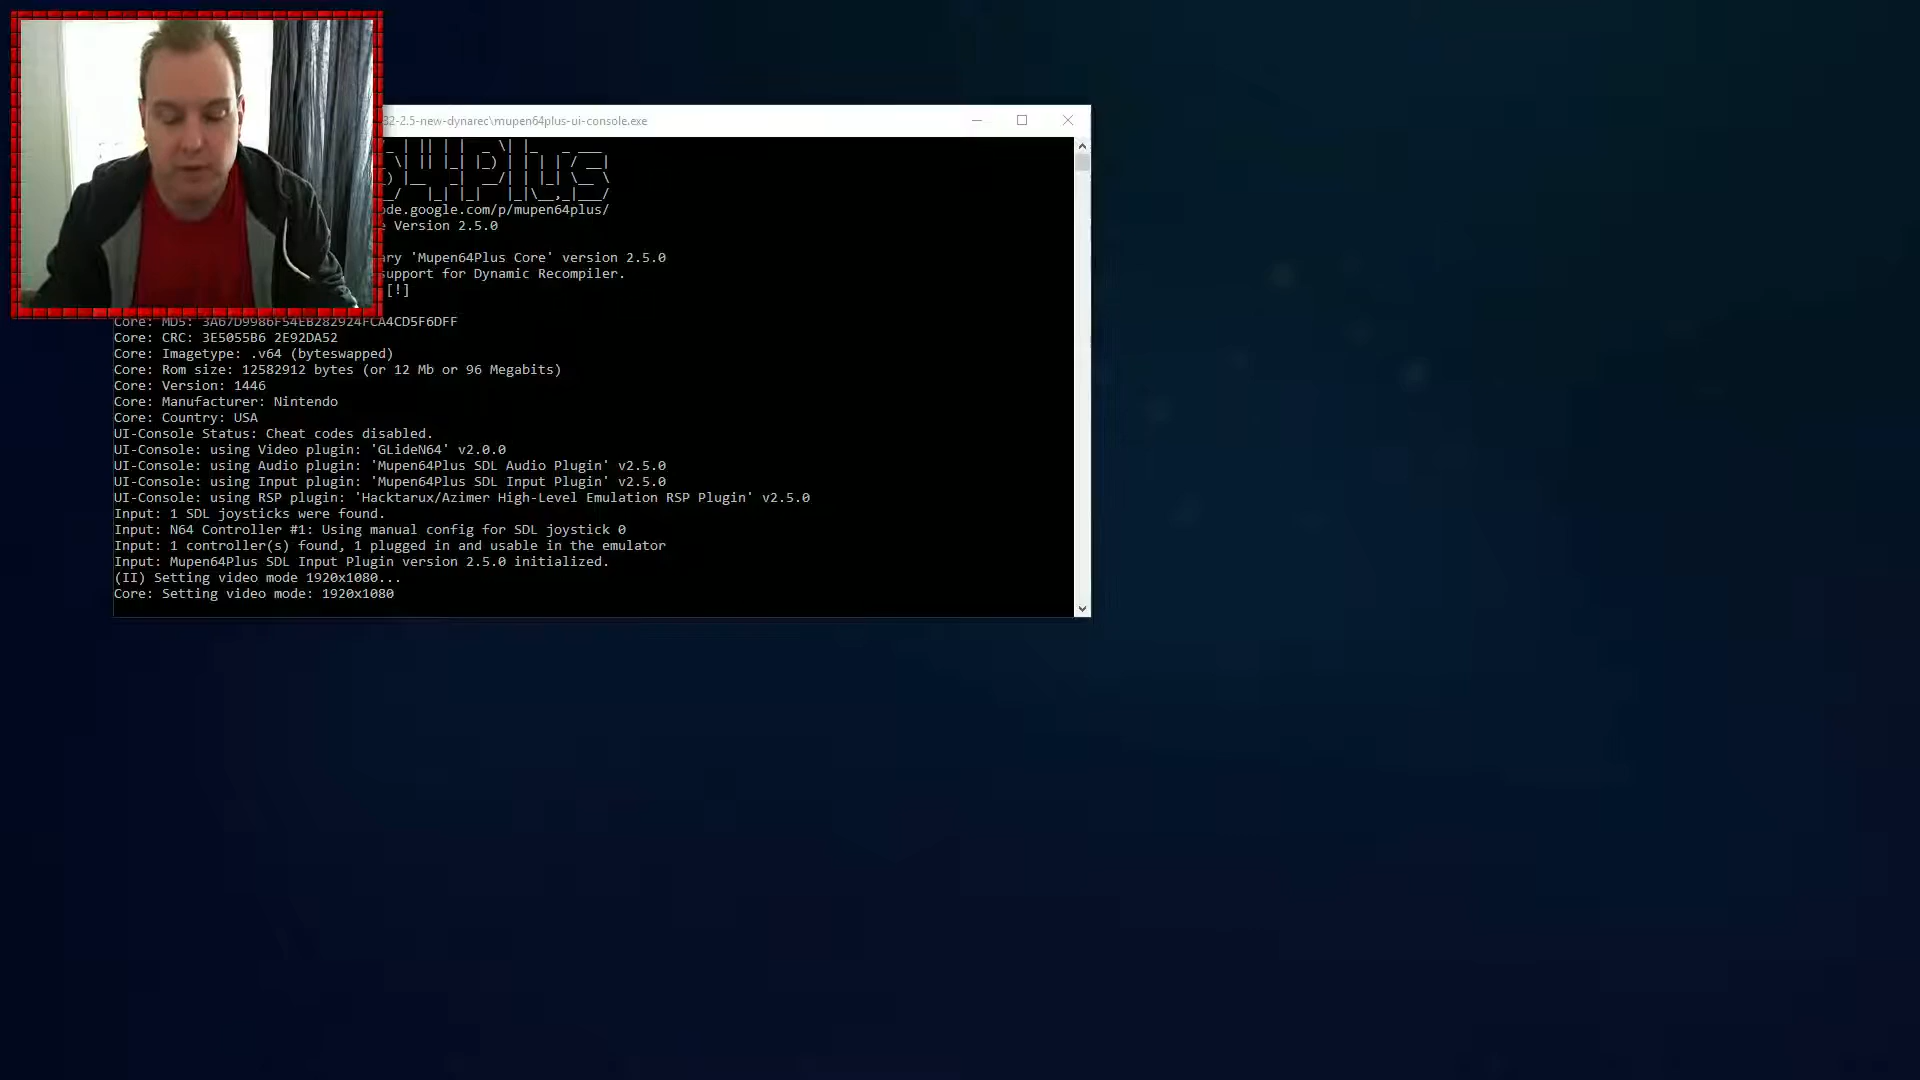 32-2.5-new-dynarec\mupen64plus-ui-console.exe
ode.google.com/p/mupen64plus/
e Version 2.5.0
ary 'Mupen64Plus Core' version 2.5.0
support for Dynamic Recompiler.
[!]
Core: MD5: 3A67D9986F54EB282924FCA4CD5F6DFF
Core: CRC: 3E5055B6 2E92DA52
Core: Imagetype: .v64 (byteswapped)
Core: Rom size: 12582912 bytes (or 12 Mb or 96 Megabits)
Core: Version: 1446
Core: Manufacturer: Nintendo
Core: Country: USA
UI-Console Status: Cheat codes disabled.
UI-Console: using Video plugin: 'GLideN64' v2.0.0
UI-Console: using Audio plugin: 'Mupen64Plus SDL Audio Plugin' v2.5.0
UI-Console: using Input plugin: 'Mupen64Plus SDL Input Plugin' v2.5.0
UI-Console: using RSP plugin: 'Hacktarux/Azimer High-Level Emulation RSP Plugin' v2.5.0
Input: 1 SDL joysticks were found.
Input: N64 Controller #1: Using manual config for SDL joystick 0
Input: 1 controller(s) found, 1 plugged in and usable in the emulator
Input: Mupen64Plus SDL Input Plugin version 2.5.0 initialized.
(II) Setting video mode 1920x1080...
Core: Setting video mode: 1920x1080